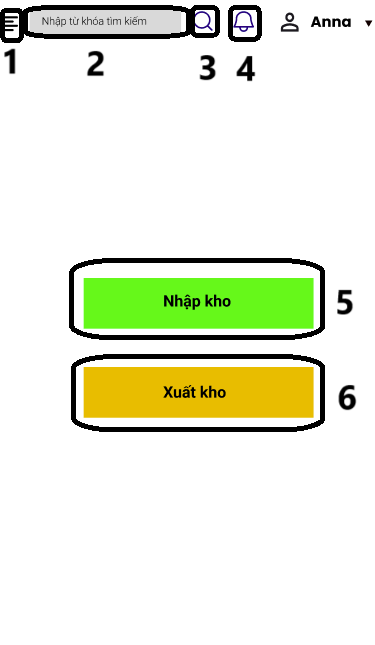 Nhập từ khóa tìm kiếm
Anna
1
2
3
4
Nhập kho
5
Xuất kho
6